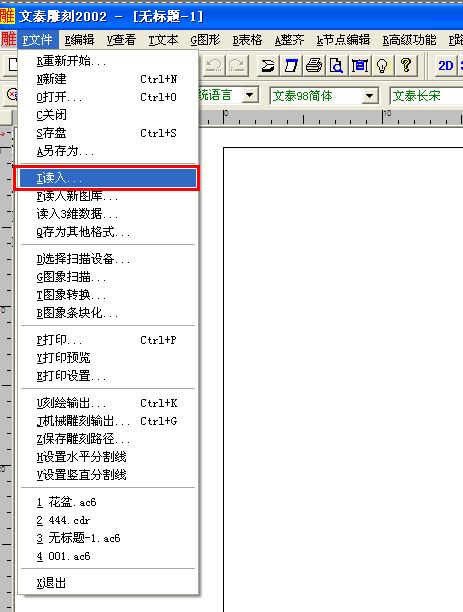 雕 文泰雕刻2002 - [无标题-1]
雕 F文件 E编辑 V查看 T文本 G图形 B表格 A整齐 k节点编辑 R高级功能
2D
统语言 文泰98简体 文泰长宋
0 10
R重新开始...
N新建 Ctrl+N
O打开... Ctrl+O
C关闭
S存盘 Ctrl+S
A另存为...
I读入...
F读入新图库...
读入3维数据...
Q存为其他格式...
D选择扫描设备...
G图象扫描...
T图象转换...
B图象条块化...
P打印... Ctrl+P
Y打印预览
E打印设置...
U刻绘输出... Ctrl+K
J机械雕刻输出... Ctrl+G
Z保存雕刻路径...
H设置水平分割线
V设置竖直分割线
1 花盆.ac6
2 444.cdr
3 无标题-1.ac6
4 001.ac6
X退出